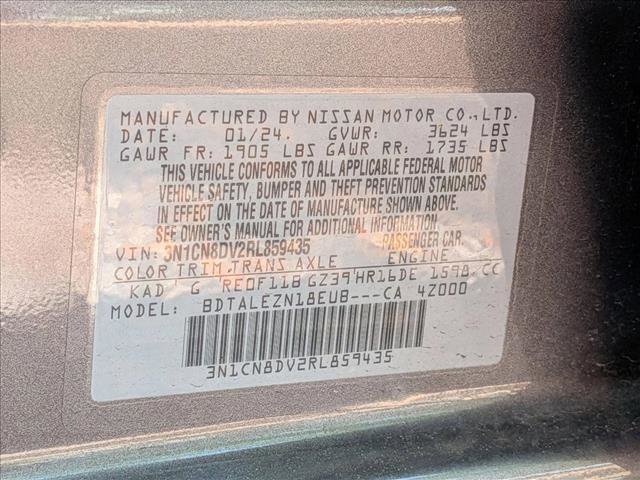 MANUFACTURED BY NISSAN MOTOR CO.,LTD.
DATE: 01/24. GVWR: 3624 LBS
GAWR FR: 1905 LBS GAWR RR: 1735 LBS
THIS VEHICLE CONFORMS TO ALL APPLICABLE FEDERAL MOTOR
VEHICLE SAFETY, BUMPER AND THEFT PREVENTION STANDARDS
IN EFFECT ON THE DATE OF MANUFACTURE SHOWN ABOVE.
SEE OWNER'S MANUAL FOR ADDITIONAL INFORMATION.
VIN: 3N1CN8DV2RL859435 PASSENGER CAR.
COLOR TRIM.TRANS AXLE ENGINE
KAD G RE0F11B GZ39 HR16DE 1598 CC
MODEL: BDTALEZN18EUB---CA 42000
3N1CN8DV2RL859435